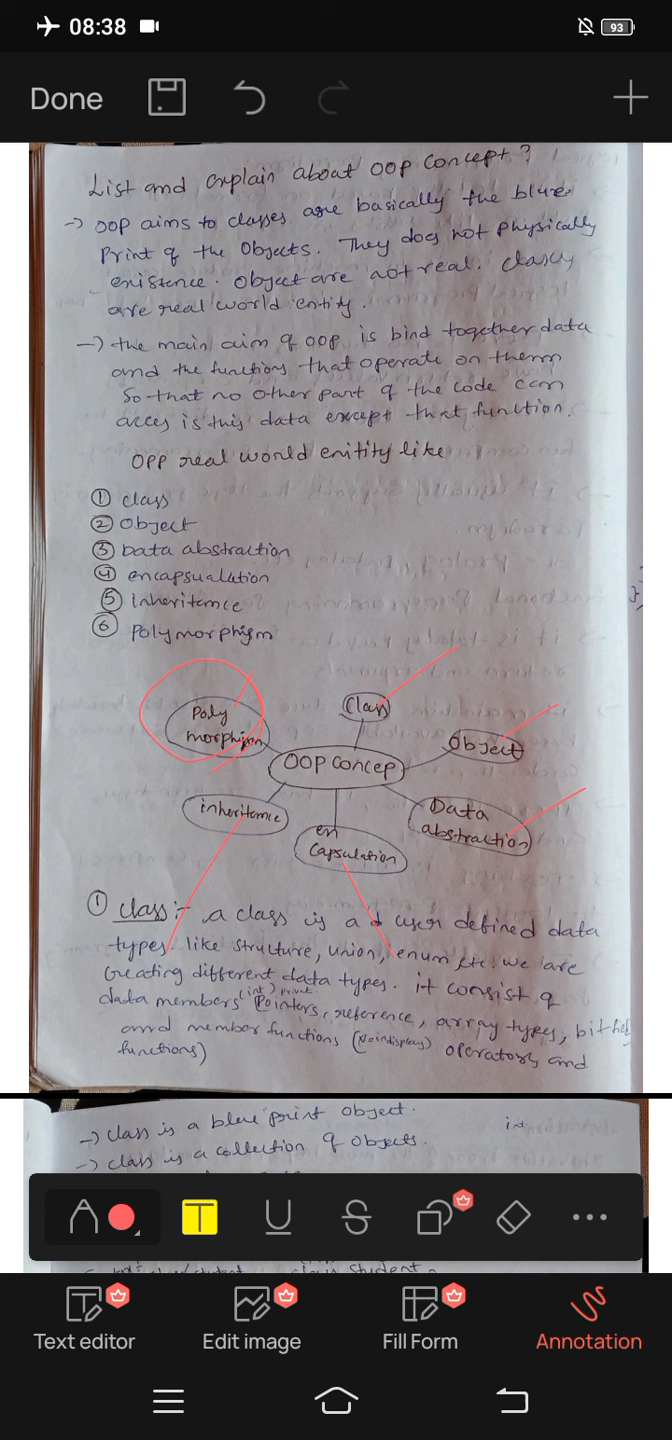 08:38
93
Done
List and explain about OOP Concept?
-> OOP aims to classes are basically the blue
Print of the Objects. They does not physically
existence. Object are not real. Classes
are real world entity.
-> the main aim of OOP is bind together data
and the functions that operate on them
So that no other part of the code can
acces is this data except that function.
OPP real world enitity like
① class
② Object
③ Data abstraction
④ encapsualution
⑤ inheritance
⑥ Polymorphism
Poly
morphism
Class
Object
OOP Concep
inheritance
en
Capsulation
Data
abstraction
① Class :- a class is a user defined data
types. like structure, union, enum etc. we are
Creating different data types. it consist of
data members (int) Pointers, reference, array types, bit
and member functions operators and
functions)
-> Class is a blue print Object.
-> class is a collection of Objects.
class Student
T
U
S
Text editor
Edit image
Fill Form
Annotation